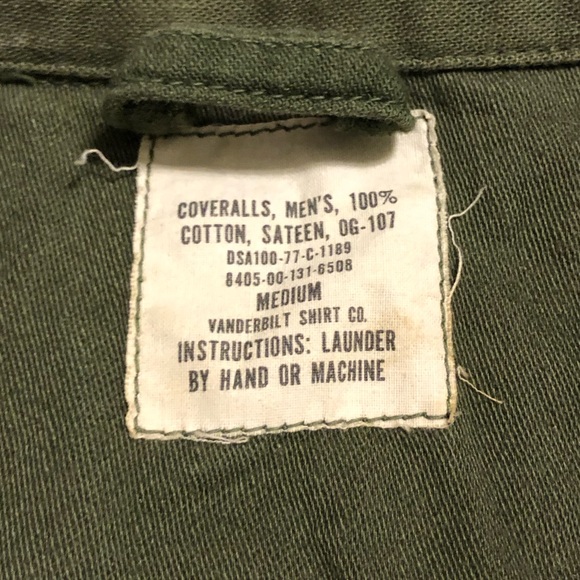 COVERALLS, MEN'S, 100%
COTTON, SATEEN, OG-107
DSA100-77-C-1189
8405-00-131-6508
MEDIUM
VANDERBILT SHIRT CO.
INSTRUCTIONS: LAUNDER
BY HAND OR MACHINE